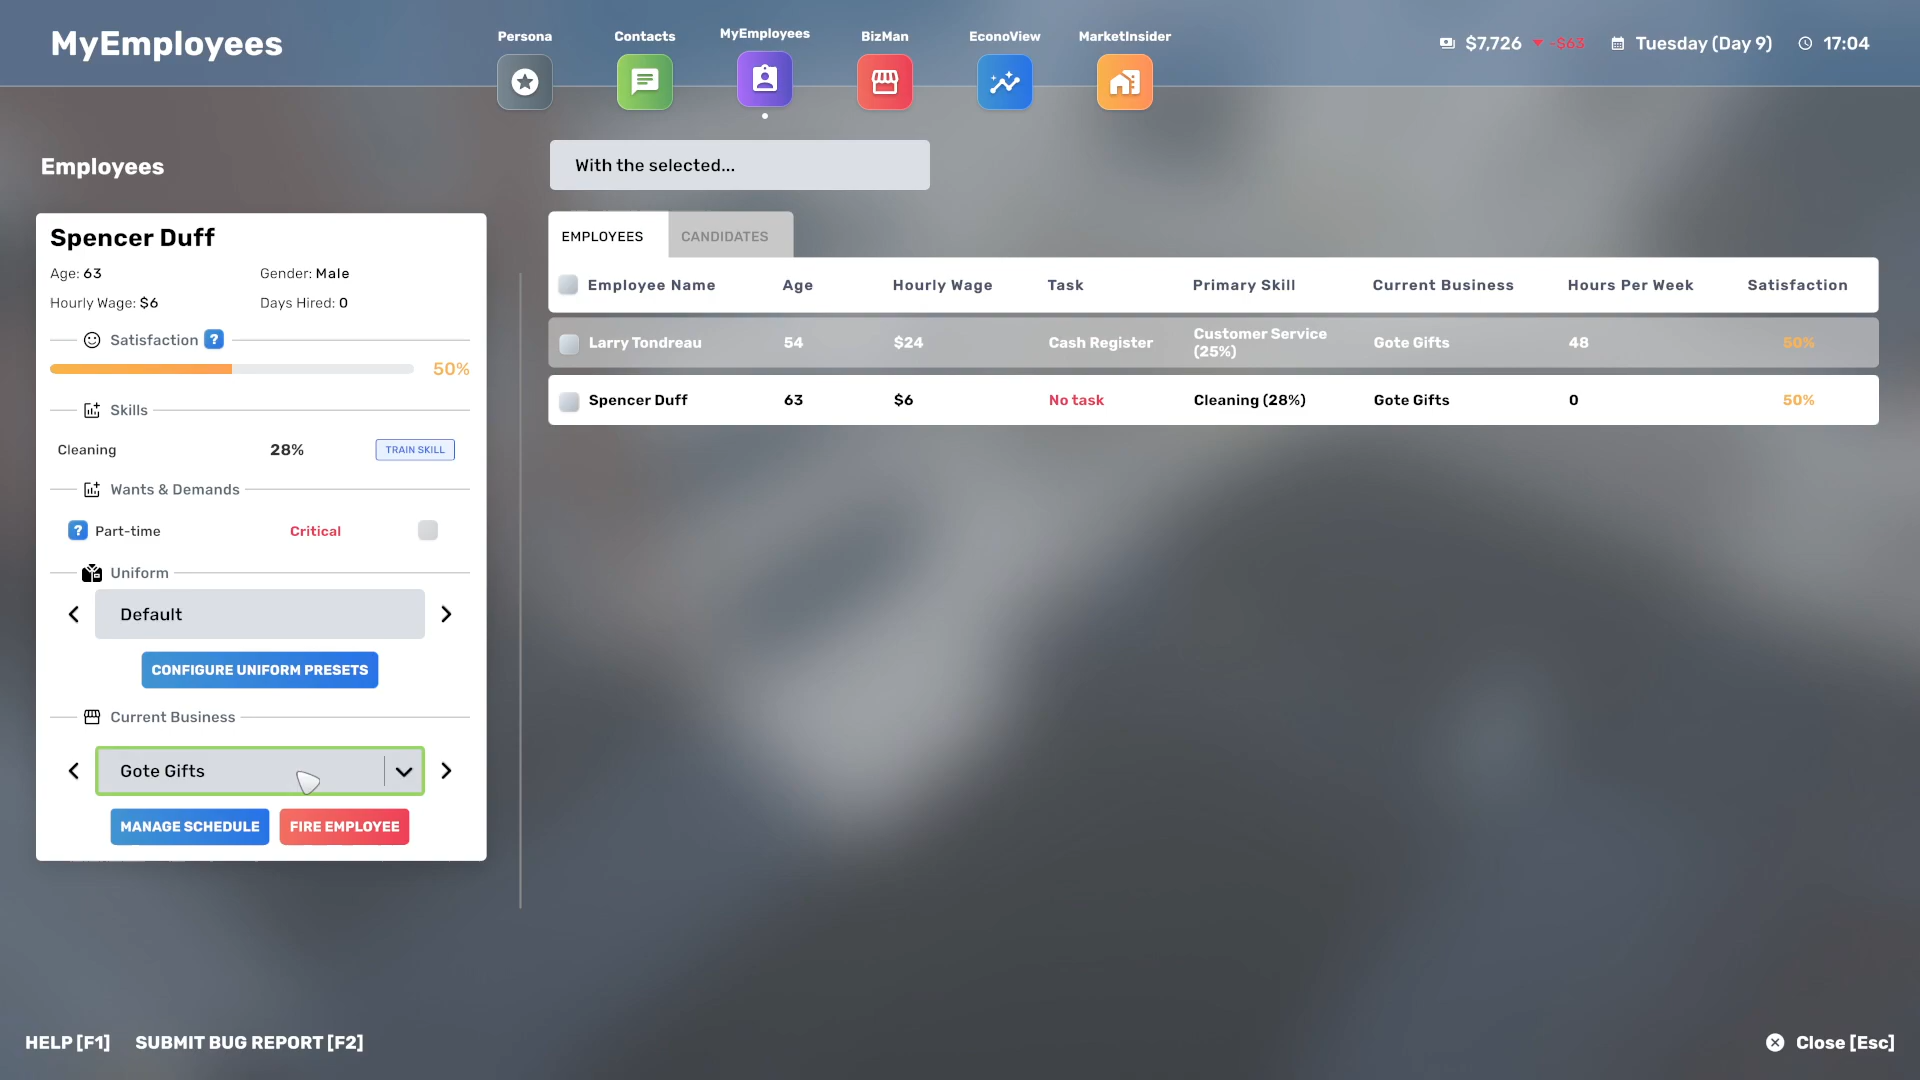 MyEmployees
Persona
Contacts
MyEmployees
BizMan
EconoView
MarketInsider
$7,726 -$63
Tuesday (Day 9)
17:04
Employees
With the selected...
Spencer Duff
Age: 63
Gender: Male
Hourly Wage: $6
Days Hired: 0
Satisfaction ?
50%
Skills
Cleaning 28% TRAIN SKILL
Wants & Demands
? Part-time Critical
Uniform
Default
CONFIGURE UNIFORM PRESETS
Current Business
Gote Gifts
MANAGE SCHEDULE
FIRE EMPLOYEE
EMPLOYEES
CANDIDATES
Employee Name Age Hourly Wage Task Primary Skill Current Business Hours Per Week Satisfaction
Larry Tondreau 54 $24 Cash Register Customer Service (25%) Gote Gifts 48 50%
Spencer Duff 63 $6 No task Cleaning (28%) Gote Gifts 0 50%
HELP [F1]
SUBMIT BUG REPORT [F2]
Close [Esc]